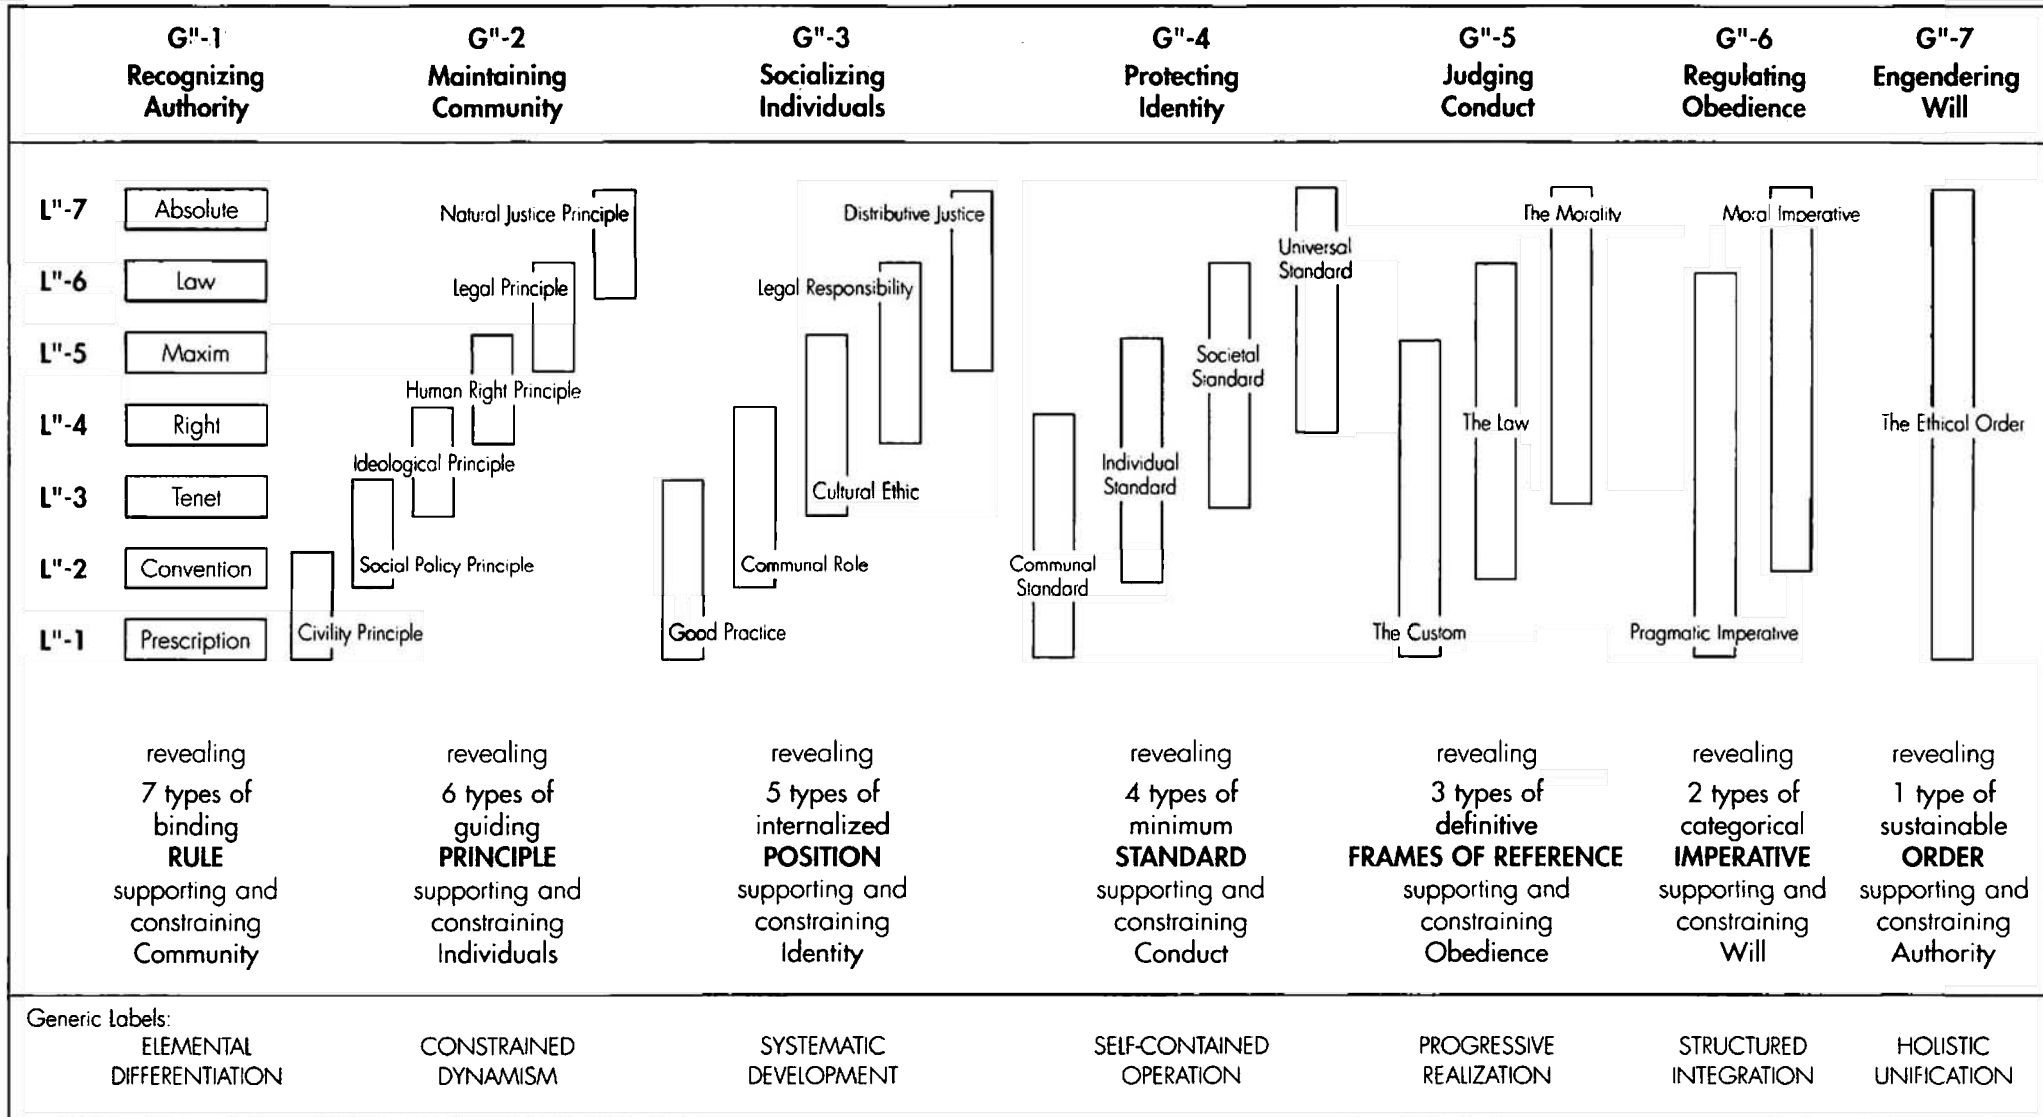 G"-1
Recognizing
Authority
G"-2
Maintaining
Community
G"-3
Socializing
Individuals
G"-4
Protecting
Identity
G"-5
Judging
Conduct
G"-6
Regulating
Obedience
G"-7
Engendering
Will
L"-7
Absolute
Natural Justice Principle
Distributive Justice
Universal
Standard
The Morality
Moral Imperative
L"-6
Law
Legal Principle
Legal Responsibility
L"-5
Maxim
Human Right Principle
Societal
Standard
L"-4
Right
Ideological Principle
The Law
The Ethical Order
L"-3
Tenet
Cultural Ethic
Individual
Standard
L"-2
Convention
Social Policy Principle
Communal Role
Communal
Standard
L"-1
Prescription
Civility Principle
Good Practice
The Custom
Pragmatic Imperative
revealing
7 types of
binding
RULE
supporting and
constraining
Community
revealing
6 types of
guiding
PRINCIPLE
supporting and
constraining
Individuals
revealing
5 types of
internalized
POSITION
supporting and
constraining
Identity
revealing
4 types of
minimum
STANDARD
supporting and
constraining
Conduct
revealing
3 types of
definitive
FRAMES OF REFERENCE
supporting and
constraining
Obedience
revealing
2 types of
categorical
IMPERATIVE
supporting and
constraining
Will
revealing
1 type of
sustainable
ORDER
supporting and
constraining
Authority
Generic Labels:
ELEMENTAL
DIFFERENTIATION
CONSTRAINED
DYNAMISM
SYSTEMATIC
DEVELOPMENT
SELF-CONTAINED
OPERATION
PROGRESSIVE
REALIZATION
STRUCTURED
INTEGRATION
HOLISTIC
UNIFICATION